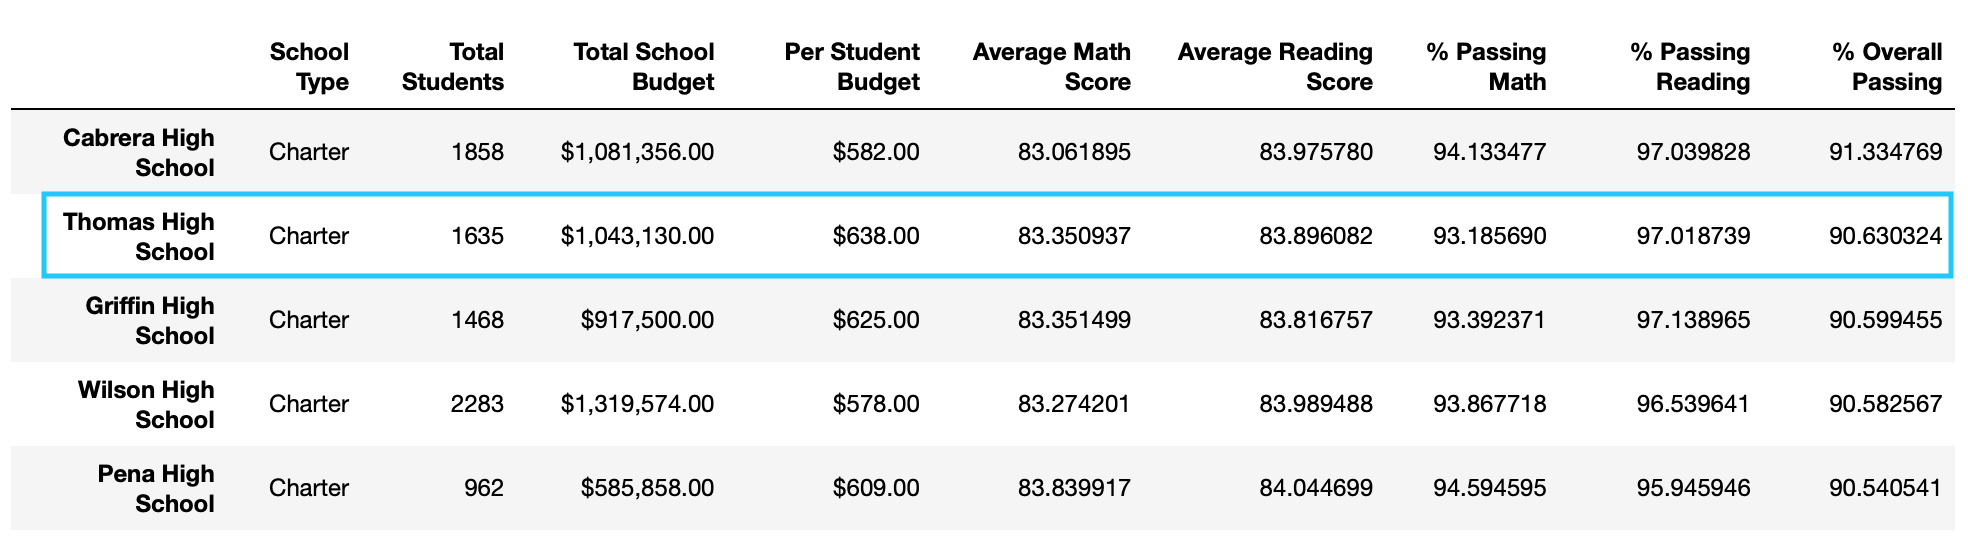 School Type Total Students Total School Budget Per Student Budget Average Math Score Average Reading Score % Passing Math % Passing Reading % Overall Passing
Cabrera High School Charter 1858 $1,081,356.00 $582.00 83.061895 83.975780 94.133477 97.039828 91.334769
Thomas High School Charter 1635 $1,043,130.00 $638.00 83.350937 83.896082 93.185690 97.018739 90.630324
Griffin High School Charter 1468 $917,500.00 $625.00 83.351499 83.816757 93.392371 97.138965 90.599455
Wilson High School Charter 2283 $1,319,574.00 $578.00 83.274201 83.989488 93.867718 96.539641 90.582567
Pena High School Charter 962 $585,858.00 $609.00 83.839917 84.044699 94.594595 95.945946 90.540541